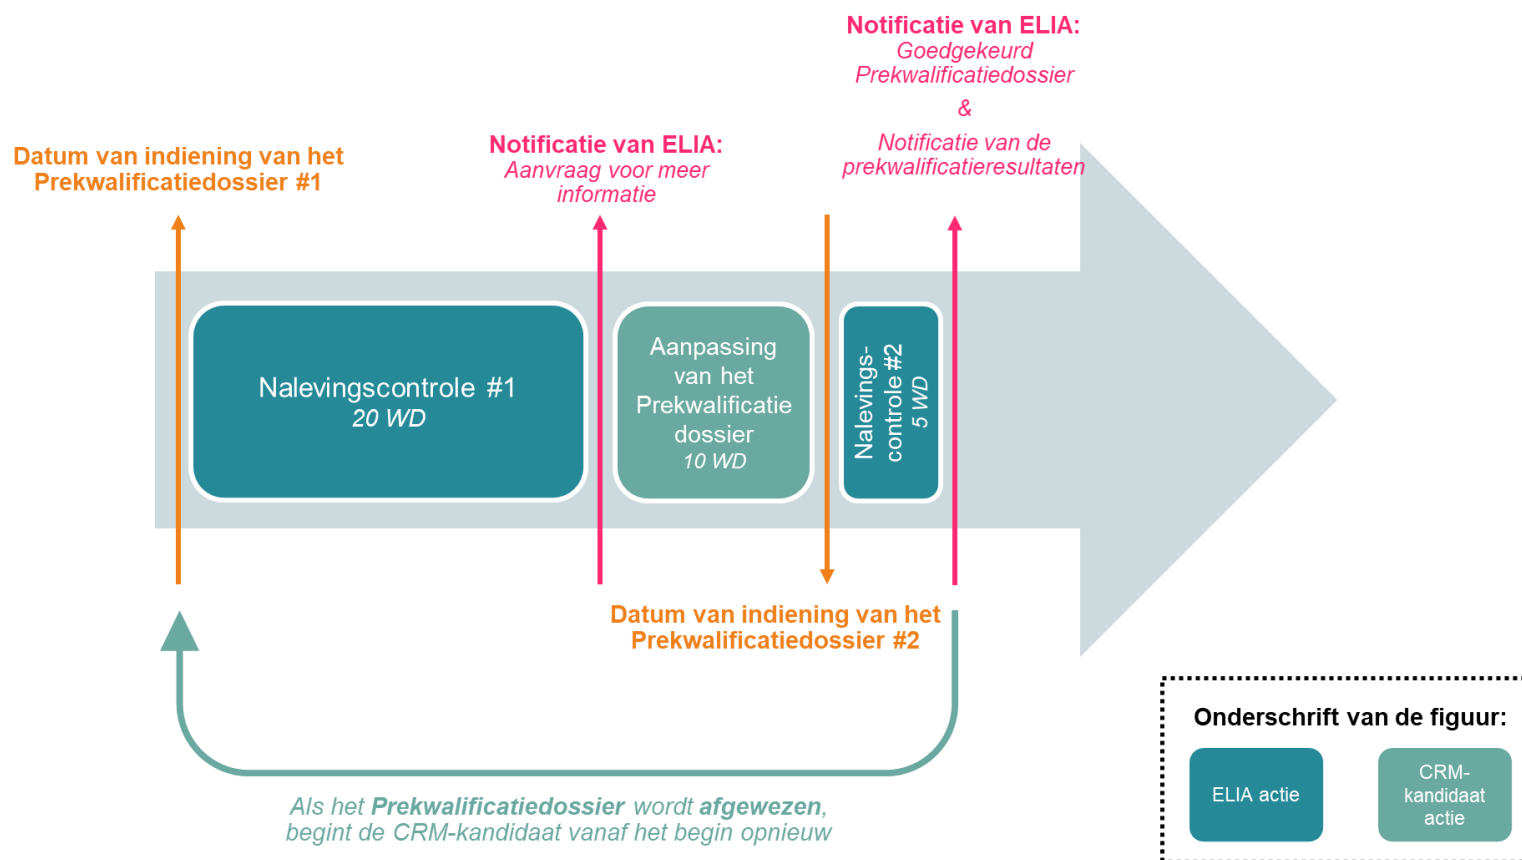 Notificatie van ELIA:
Goedgekeurd
Prekwalificatiedossier
&
Notificatie van de
prekwalificatieresultaten
Notificatie van ELIA:
Aanvraag voor meer
informatie
Datum van indiening van het
Prekwalificatiedossier #1
Nalevingscontrole #1
20 WD
Aanpassing
van het
Prekwalificatie
dossier
10 WD
Nalevings-
controle #2
5 WD
Datum van indiening van het
Prekwalificatiedossier #2
Als het Prekwalificatiedossier wordt afgewezen,
begint de CRM-kandidaat vanaf het begin opnieuw
Onderschrift van de figuur:
ELIA actie
CRM-
kandidaat
actie